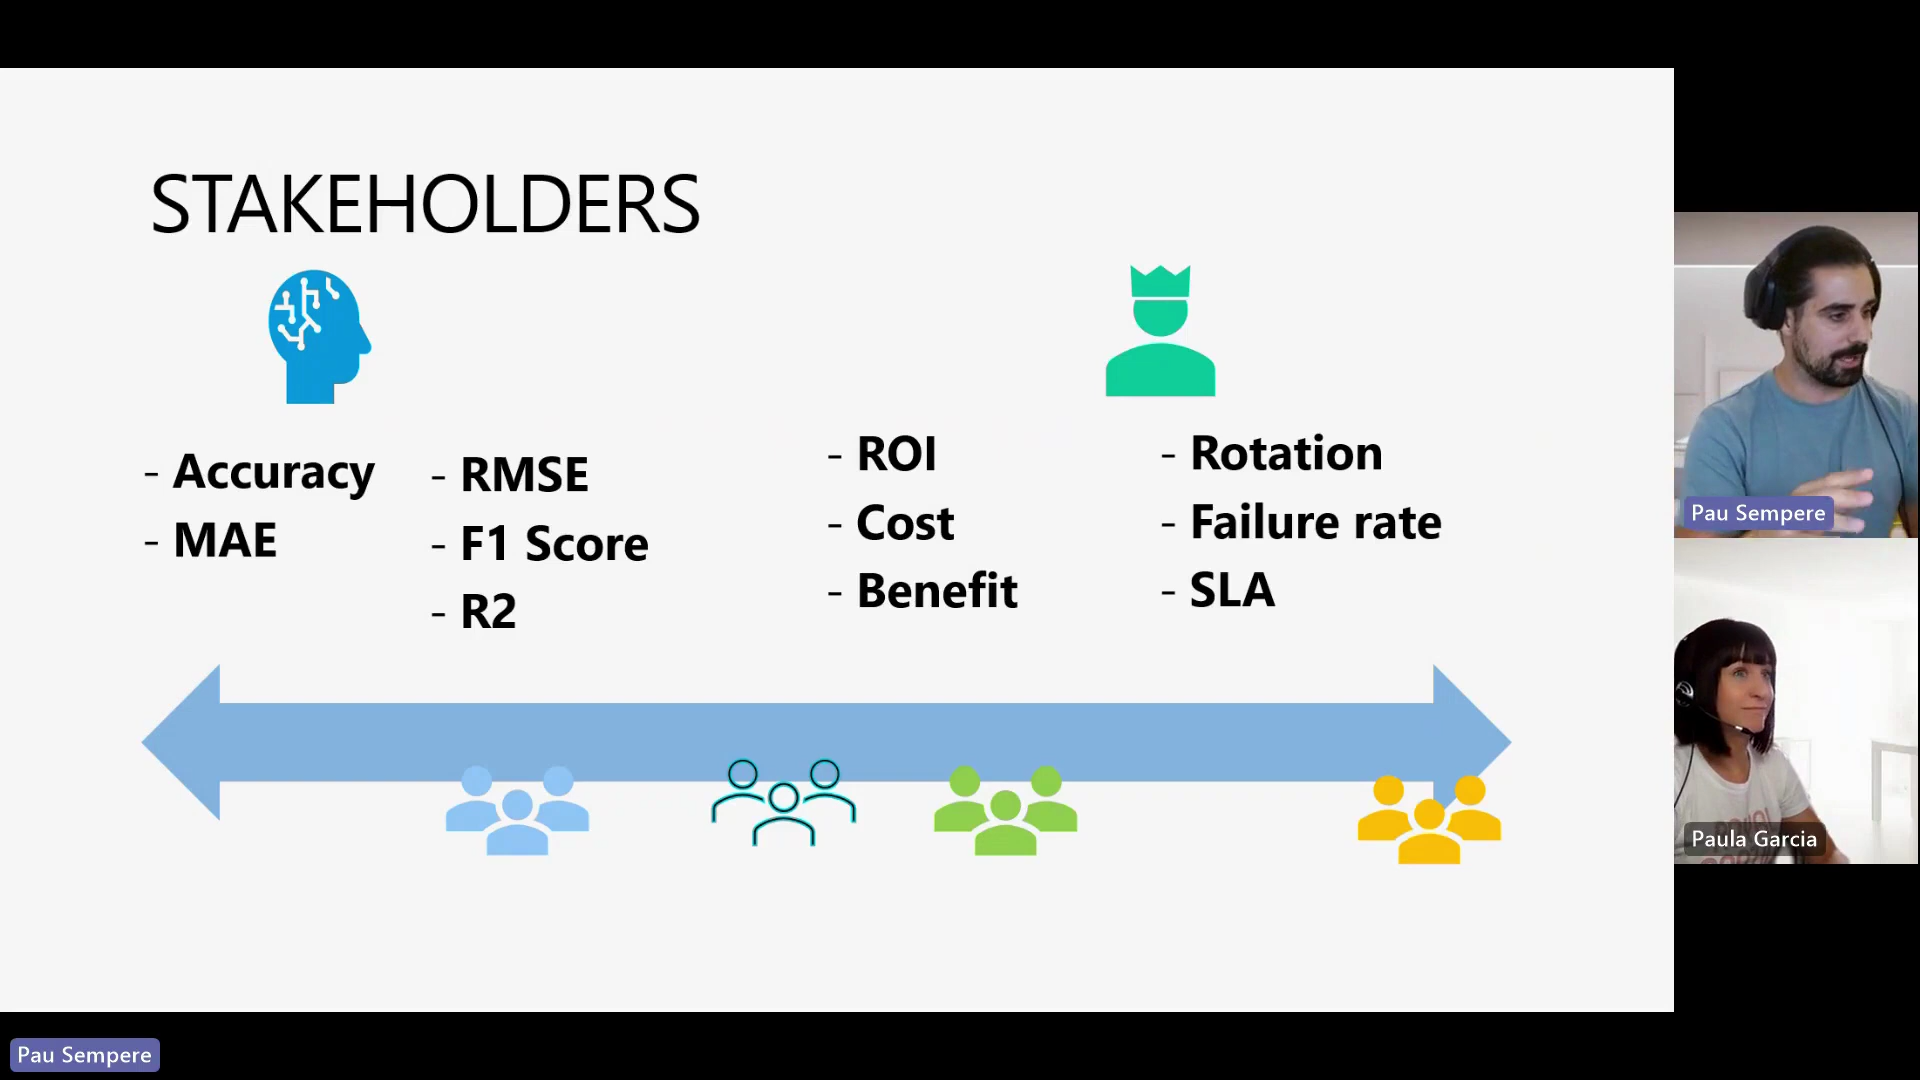 STAKEHOLDERS
- Accuracy
- MAE
- RMSE
- F1 Score
- R2
- ROI
- Cost
- Benefit
- Rotation
- Failure rate
- SLA
Pau Sempere
Paula Garcia
Pau Sempere